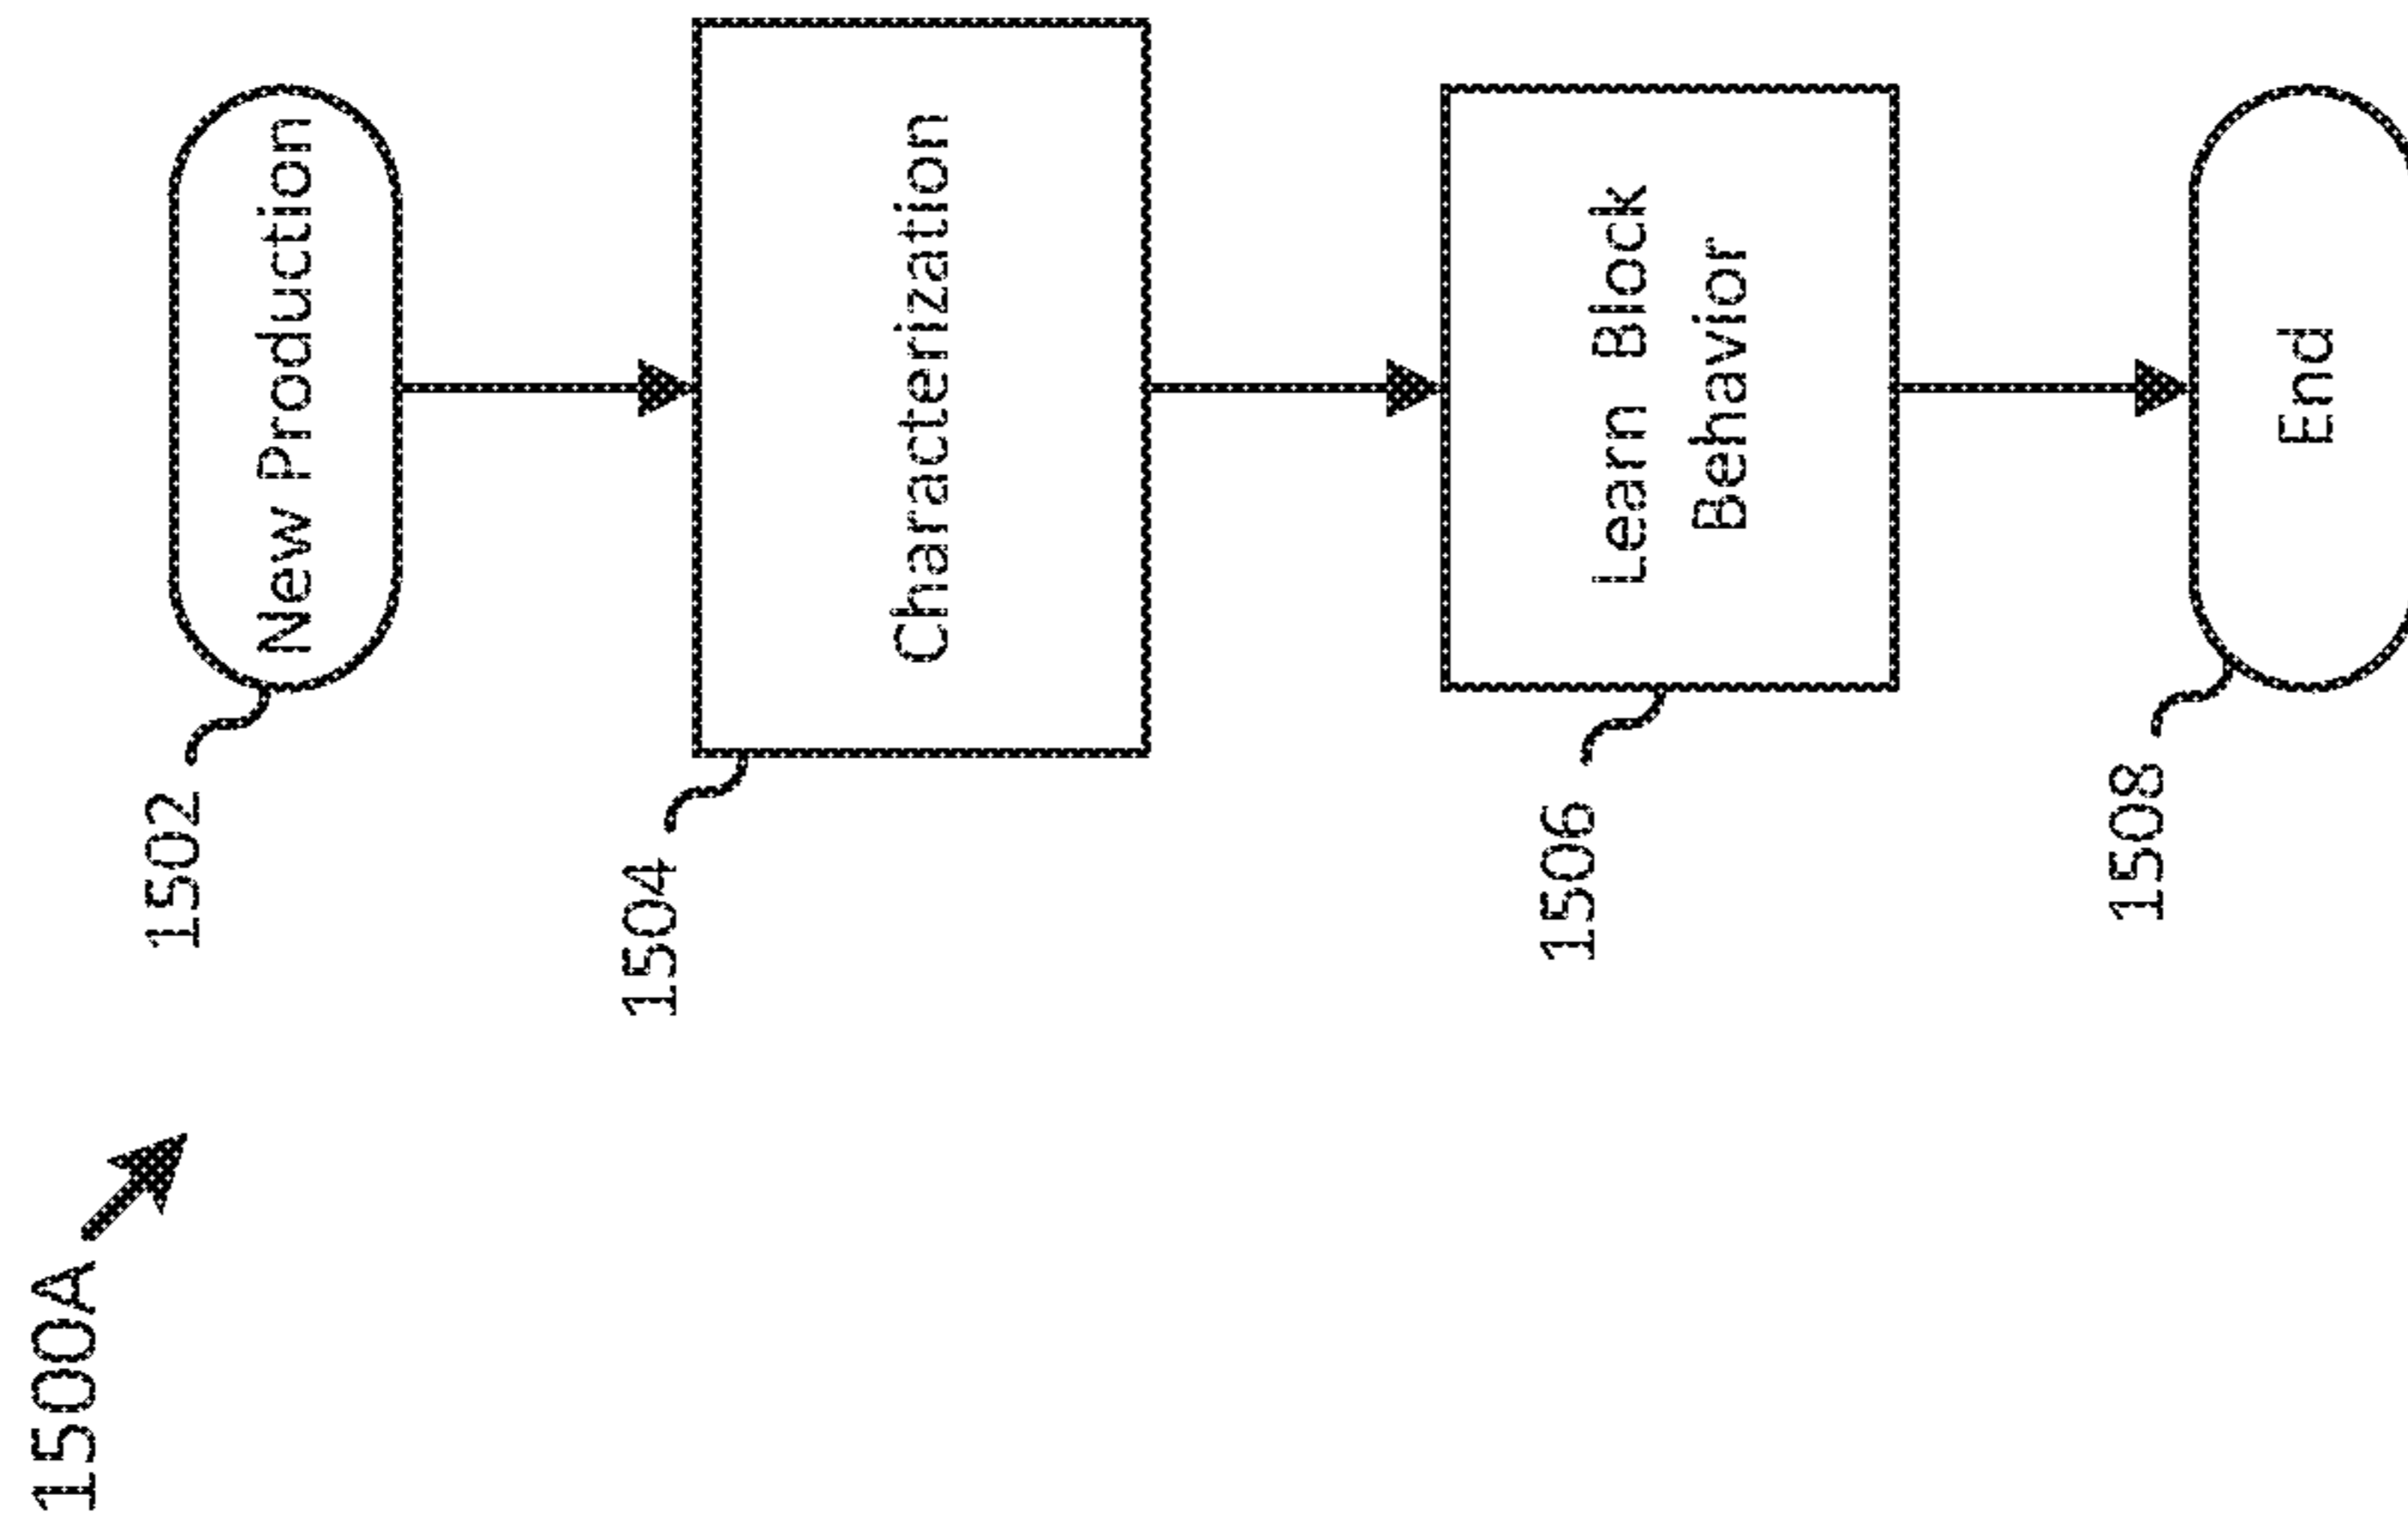 1500A
1502
New Production
1504
Characterization
1506
Learn Block
Behavior
1508
End